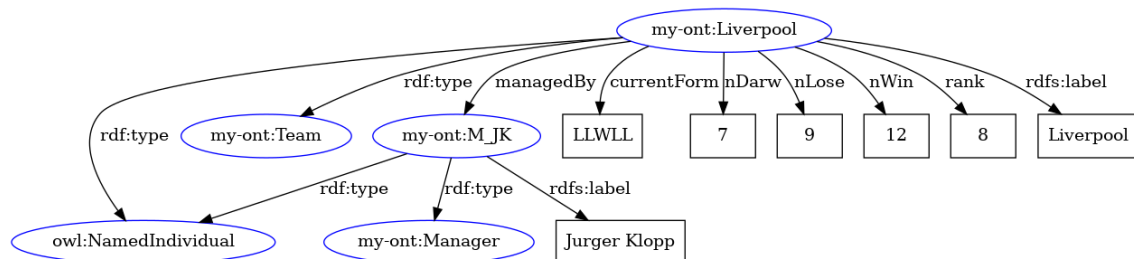 my-ont:Liverpool
rdf:type
managedBy
currentForm
nDarw
nLose
nWin
rank
rdfs:label
rdf:type
my-ont:Team
my-ont:M_JK
LLWLL
7
9
12
8
Liverpool
rdf:type
rdf:type
rdfs:label
owl:NamedIndividual
my-ont:Manager
Jurger Klopp